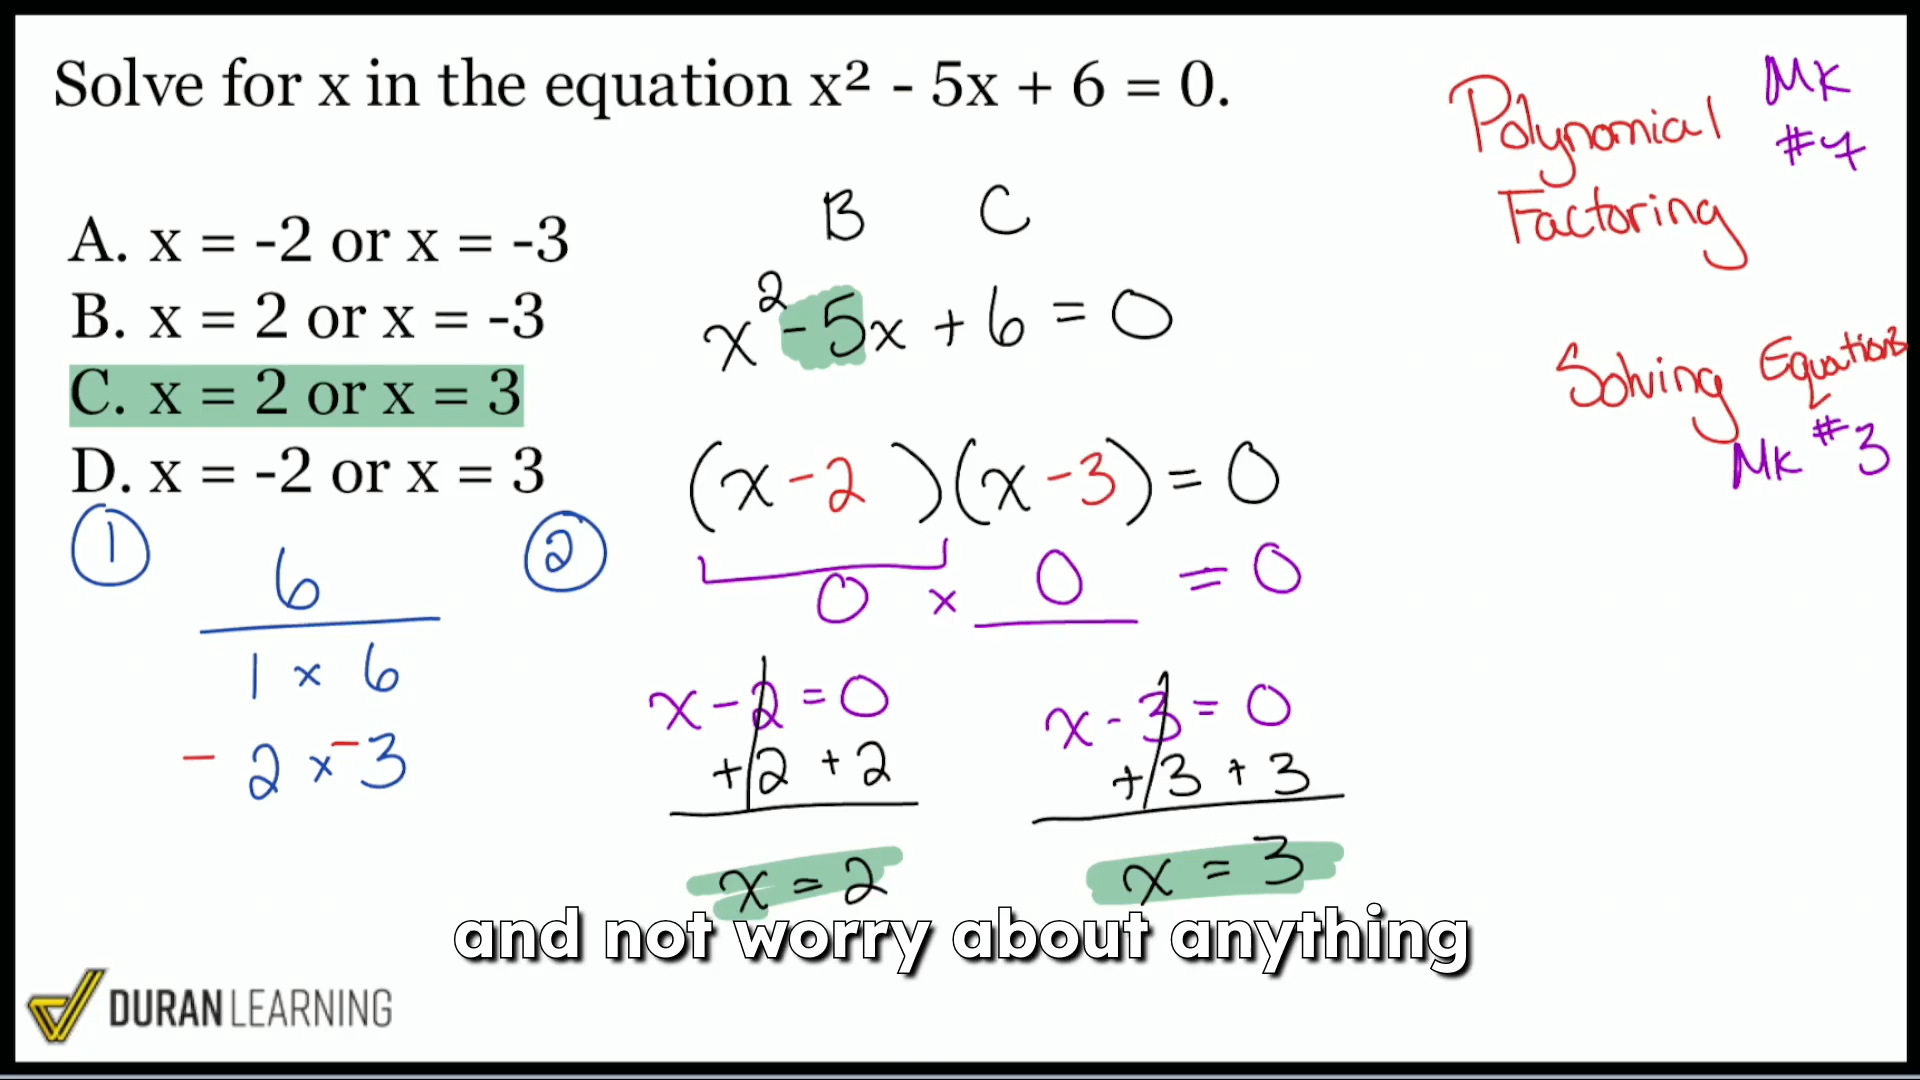 Solve for x in the equation x² - 5x + 6 = 0.
Polynomial
Factoring
MK
#7
B C
A. x = -2 or x = -3
B. x = 2 or x = -3
C. x = 2 or x = 3
D. x = -2 or x = 3
x² - 5x + 6 = 0
Solving Equations
MK #3
(x - 2)(x - 3) = 0
0 x 0 = 0
①
6
1 x 6
- 2 x - 3
②
x - 2 = 0
+ 2 + 2
x = 2
x - 3 = 0
+ 3 + 3
x = 3
and not worry about anything
DURAN LEARNING